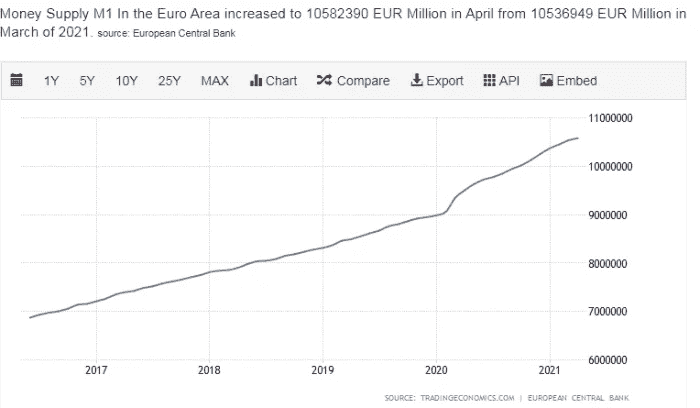 Money Supply M1 In the Euro Area increased to 10582390 EUR Million in April from 10536949 EUR Million in
March of 2021. source: European Central Bank
1Y 5Y 10Y 25Y MAX Chart Compare Export API Embed
11000000
10000000
9000000
8000000
7000000
6000000
2017 2018 2019 2020 2021
SOURCE: TRADINGECONOMICS.COM | EUROPEAN CENTRAL BANK